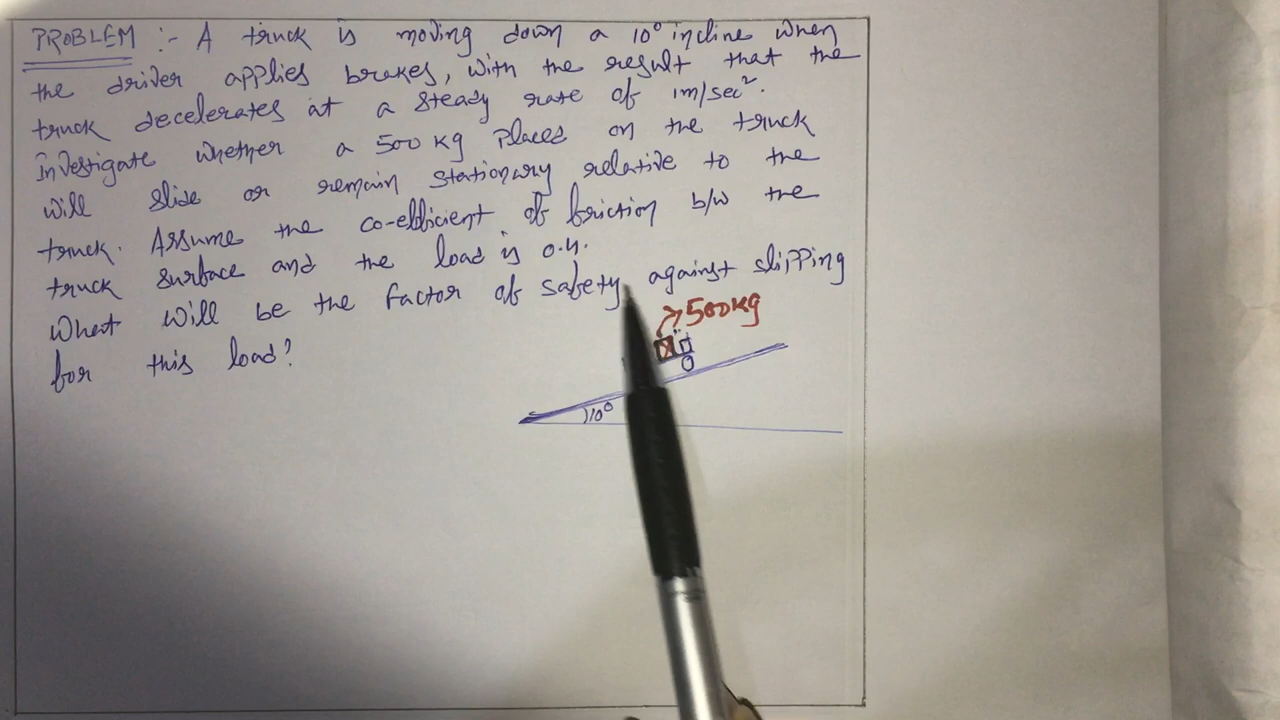 PROBLEM :- A truck is moving down a 10° incline when
the driver applies brakes, with the result that the
truck decelerates at a steady rate of 1m/sec².
Investigate whether a 500 kg places on the truck
will slide or remain stationary relative to the
truck. Assume the co-efficient of friction b/w the
truck surface and the load is 0.4.
What will be the factor of safety against slipping
for this load?
500kg
10°